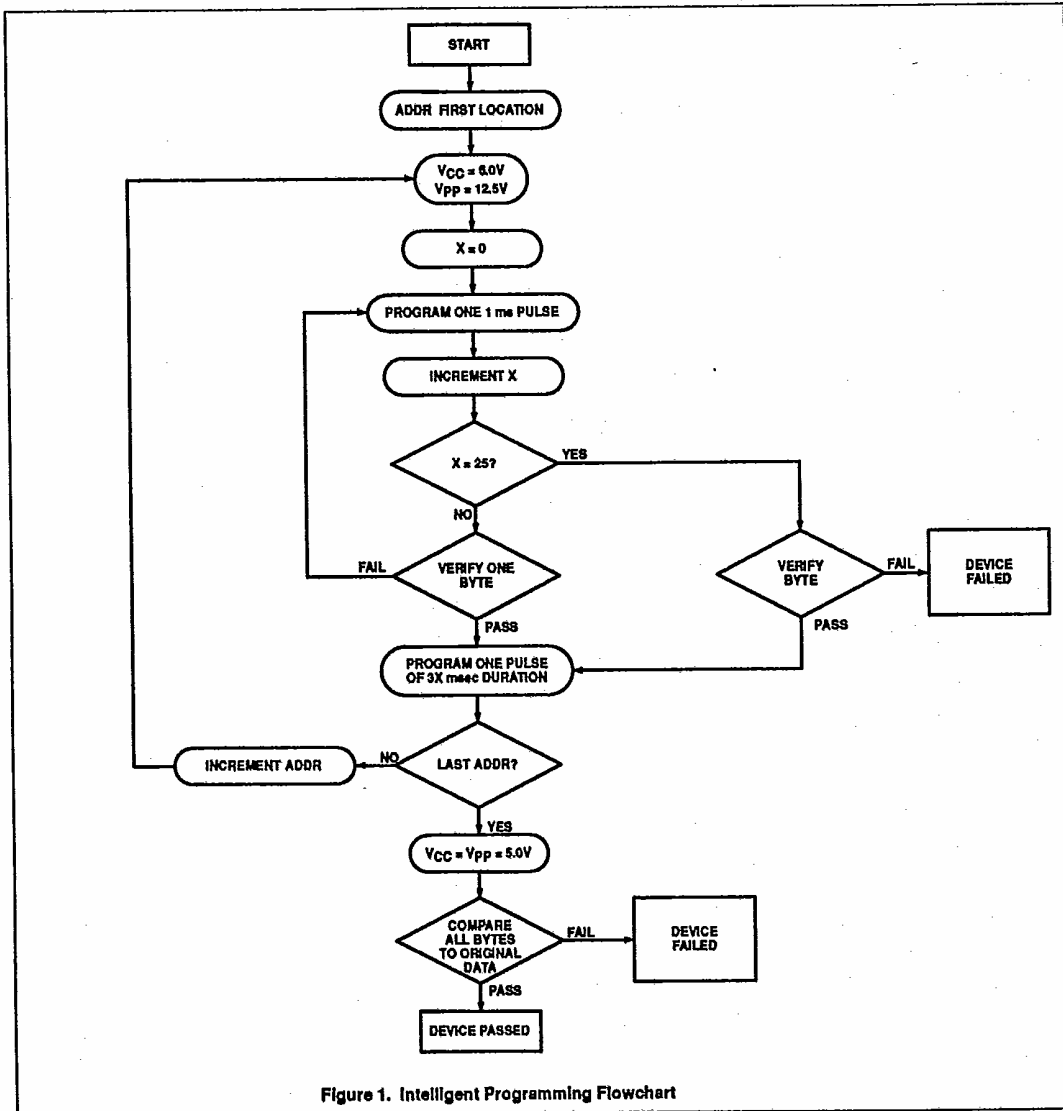 START
ADDR FIRST LOCATION
VCC = 6.0V
VPP = 12.5V
X = 0
PROGRAM ONE 1 ms PULSE
INCREMENT X
X = 25?
YES
NO
VERIFY ONE
BYTE
FAIL
PASS
VERIFY
BYTE
FAIL
PASS
DEVICE
FAILED
PROGRAM ONE PULSE
OF 3X msec DURATION
LAST ADDR?
NO
INCREMENT ADDR
YES
VCC = VPP = 5.0V
COMPARE
ALL BYTES
TO ORIGINAL
DATA
FAIL
DEVICE
FAILED
PASS
DEVICE PASSED
Figure 1. Intelligent Programming Flowchart